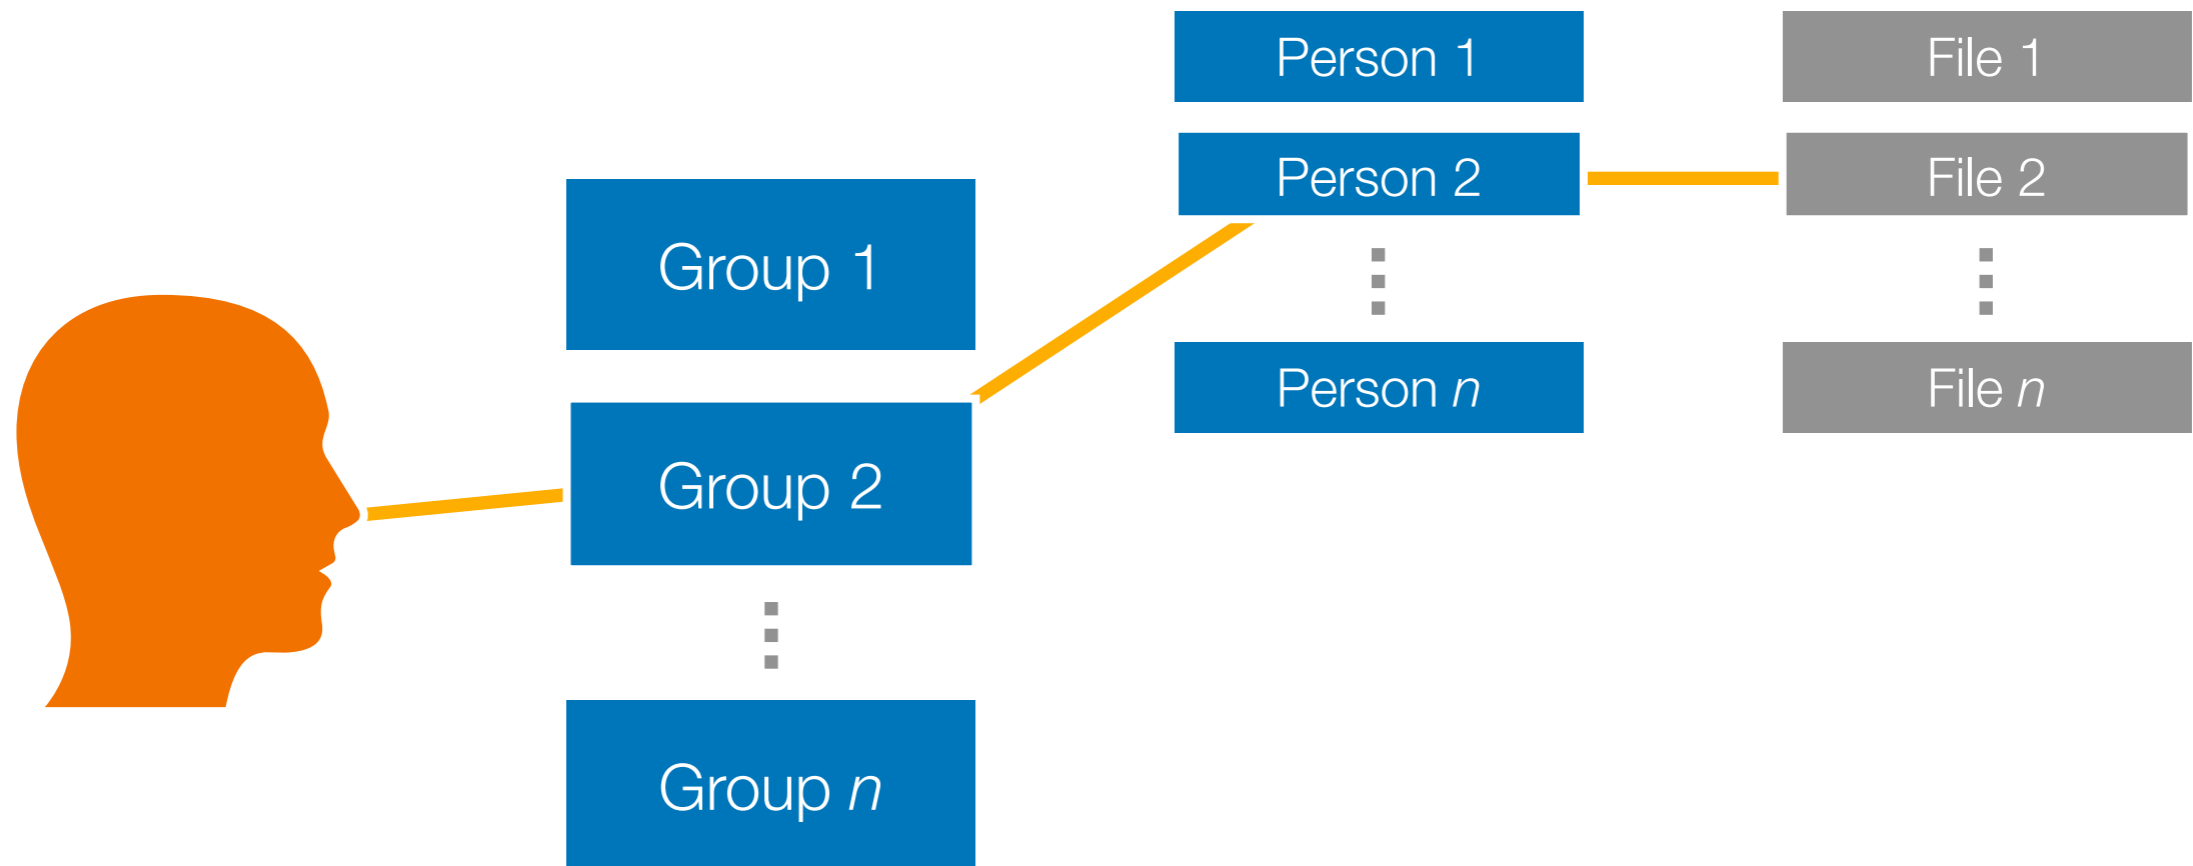 Group 1
Group 2
Group n
Person 1
Person 2
Person n
File 1
File 2
File n